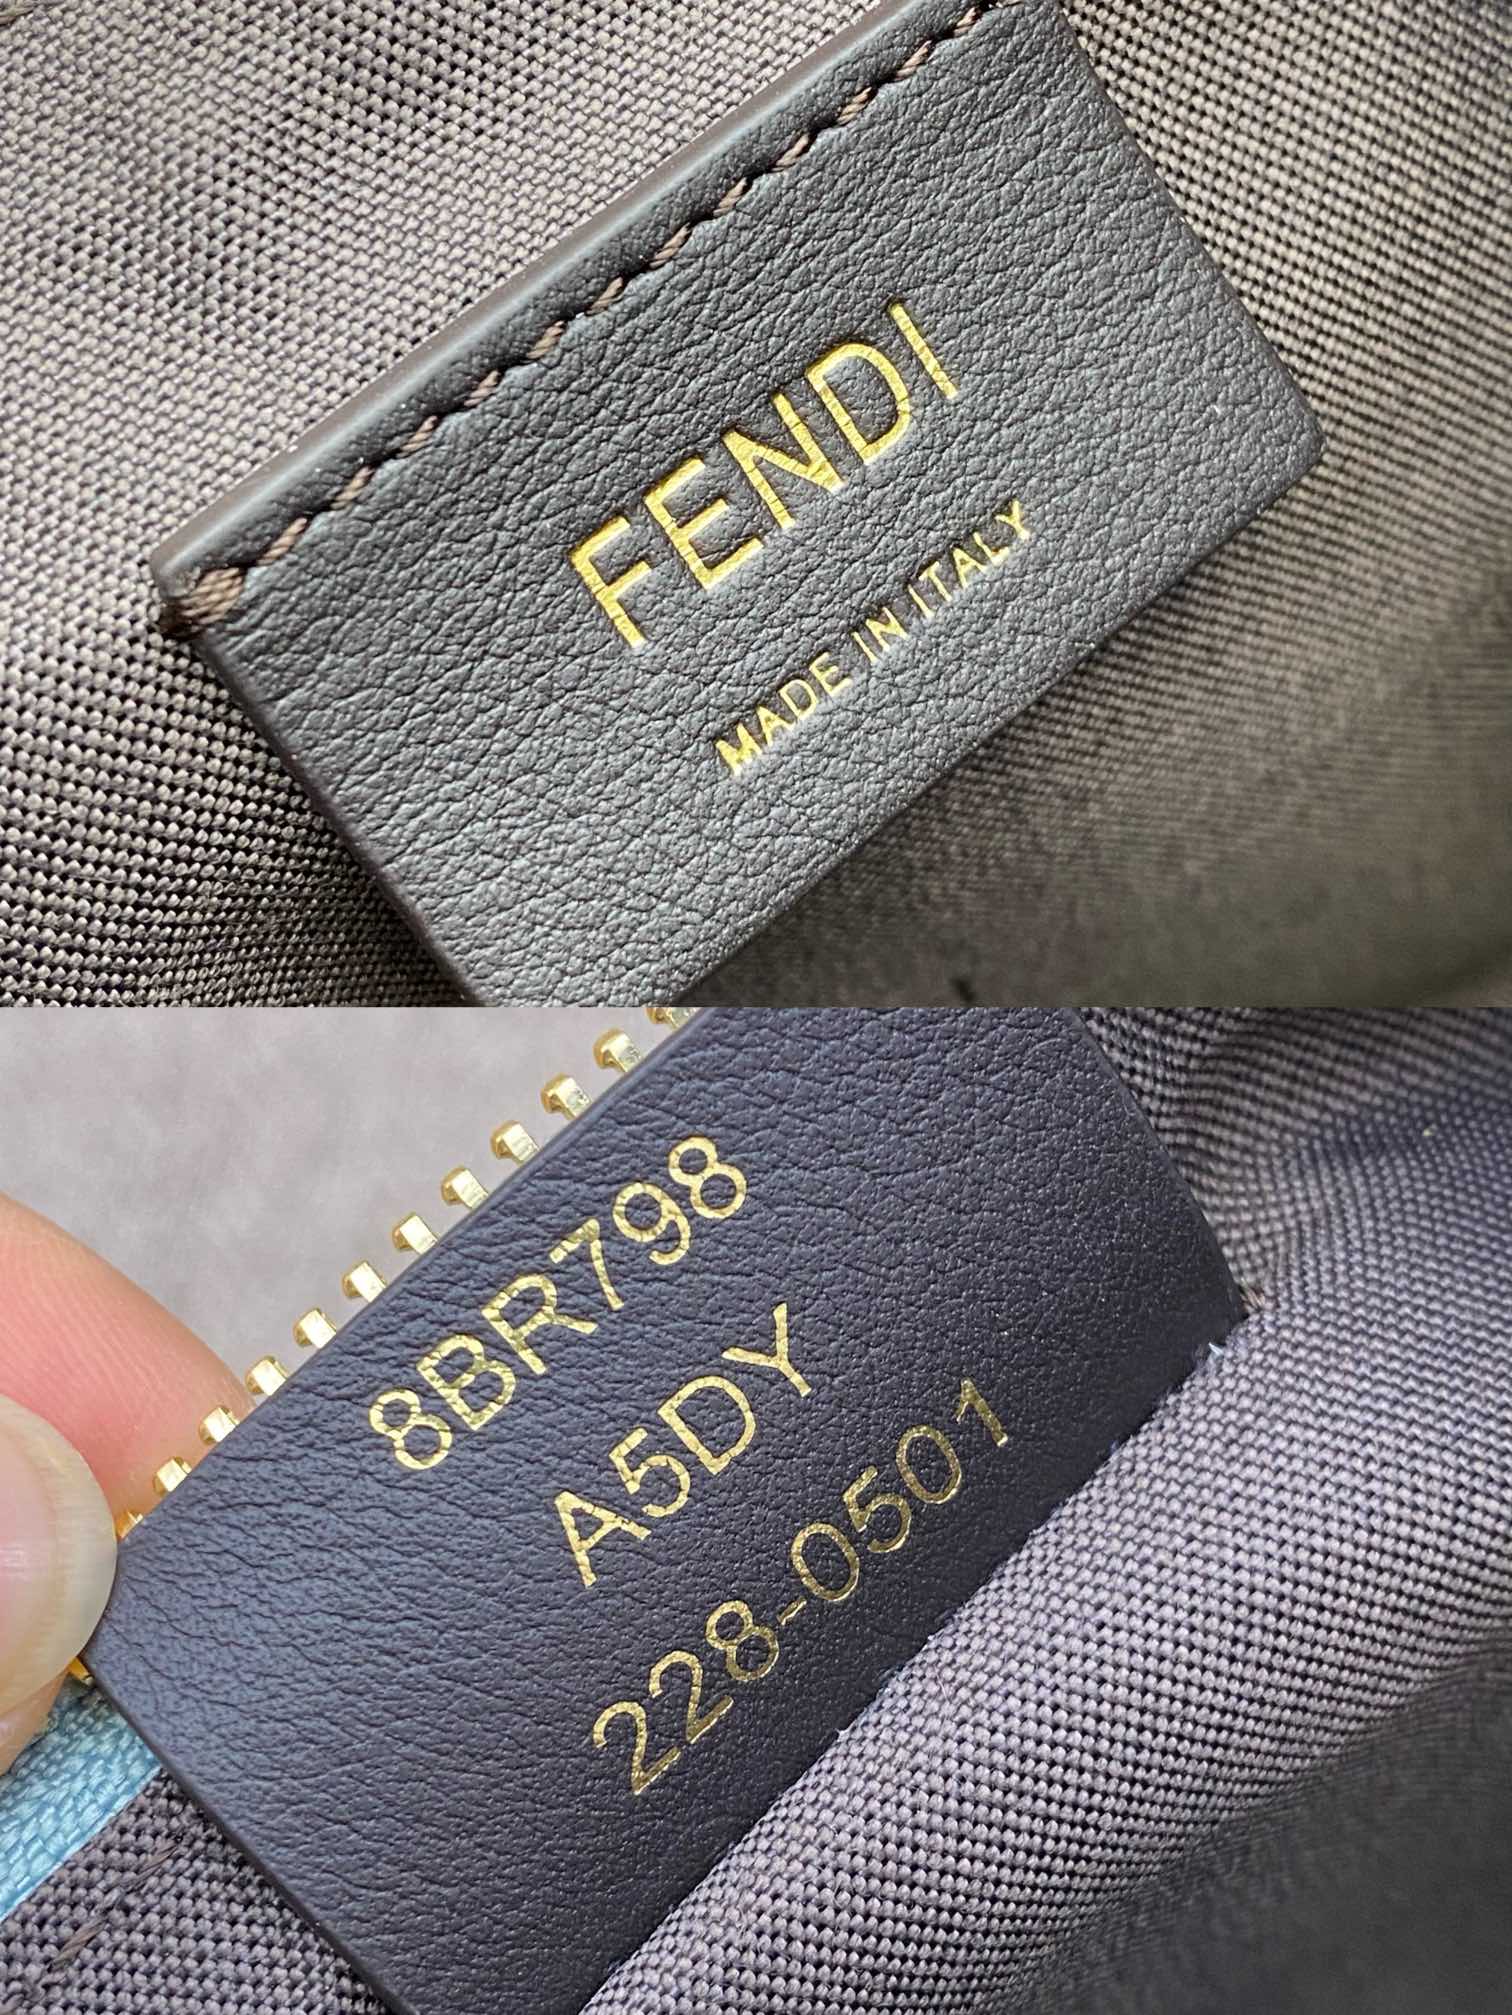 FENDI
MADE IN ITALY
8BR798
A5DY
228-0501